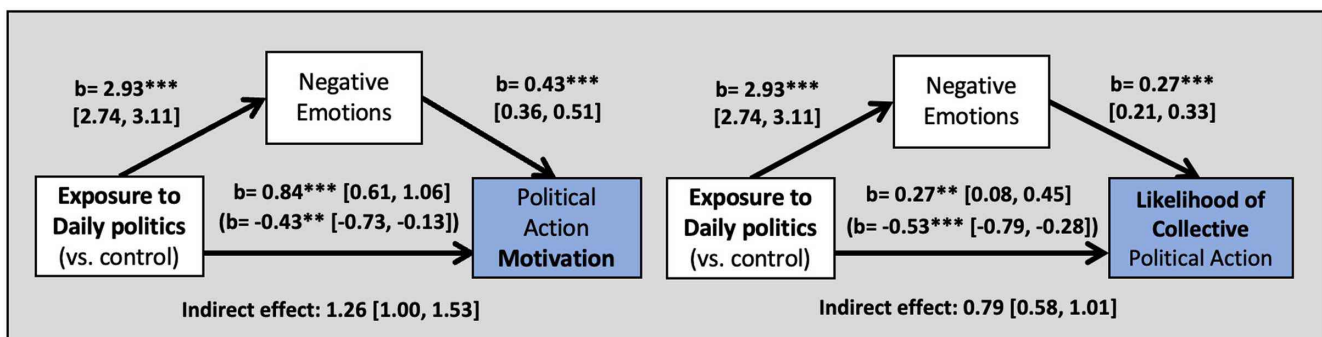 b= 2.93***
[2.74, 3.11]
Negative
Emotions
b= 0.43***
[0.36, 0.51]
Exposure to
Daily politics
(vs. control)
b= 0.84*** [0.61, 1.06]
(b= -0.43** [-0.73, -0.13])
Political
Action
Motivation
Indirect effect: 1.26 [1.00, 1.53]
b= 2.93***
[2.74, 3.11]
Negative
Emotions
b= 0.27***
[0.21, 0.33]
Exposure to
Daily politics
(vs. control)
b= 0.27** [0.08, 0.45]
(b= -0.53*** [-0.79, -0.28])
Likelihood of
Collective
Political Action
Indirect effect: 0.79 [0.58, 1.01]